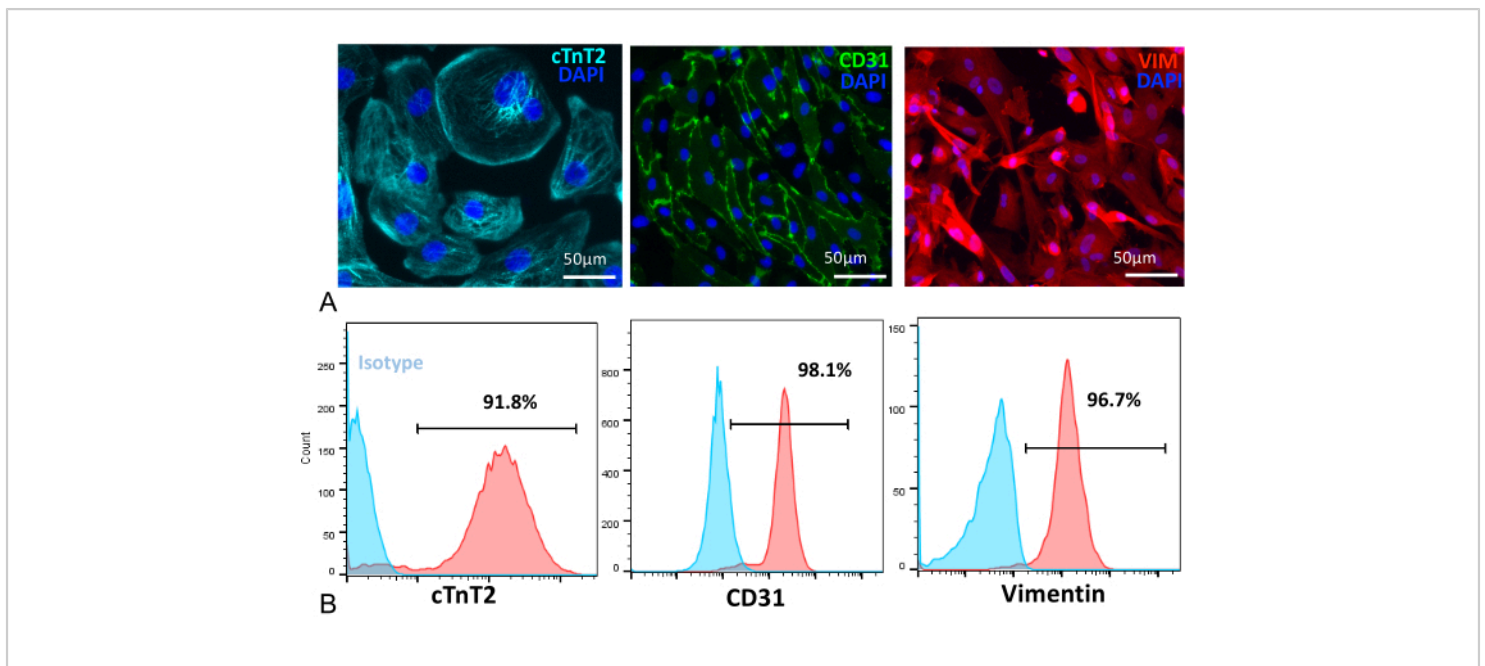 cTnT2
DAPI
50µm
CD31
DAPI
50µm
VIM
DAPI
50µm
A
Isotype
91.8%
Count
250
200
150
100
50
0
cTnT2
98.1%
800
600
400
200
0
CD31
96.7%
150
100
50
0
Vimentin
B